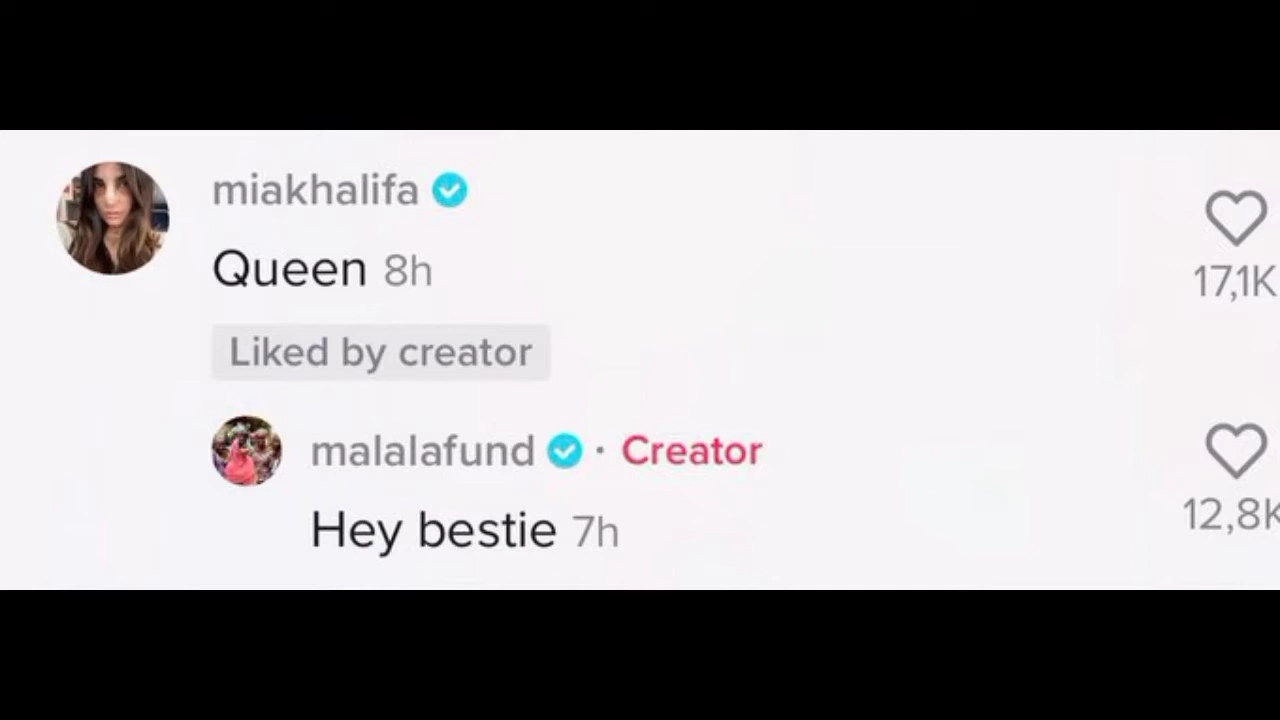 miakhalifa
Queen 8h
17,1K
Liked by creator
malalafund · Creator
Hey bestie 7h
12,8K